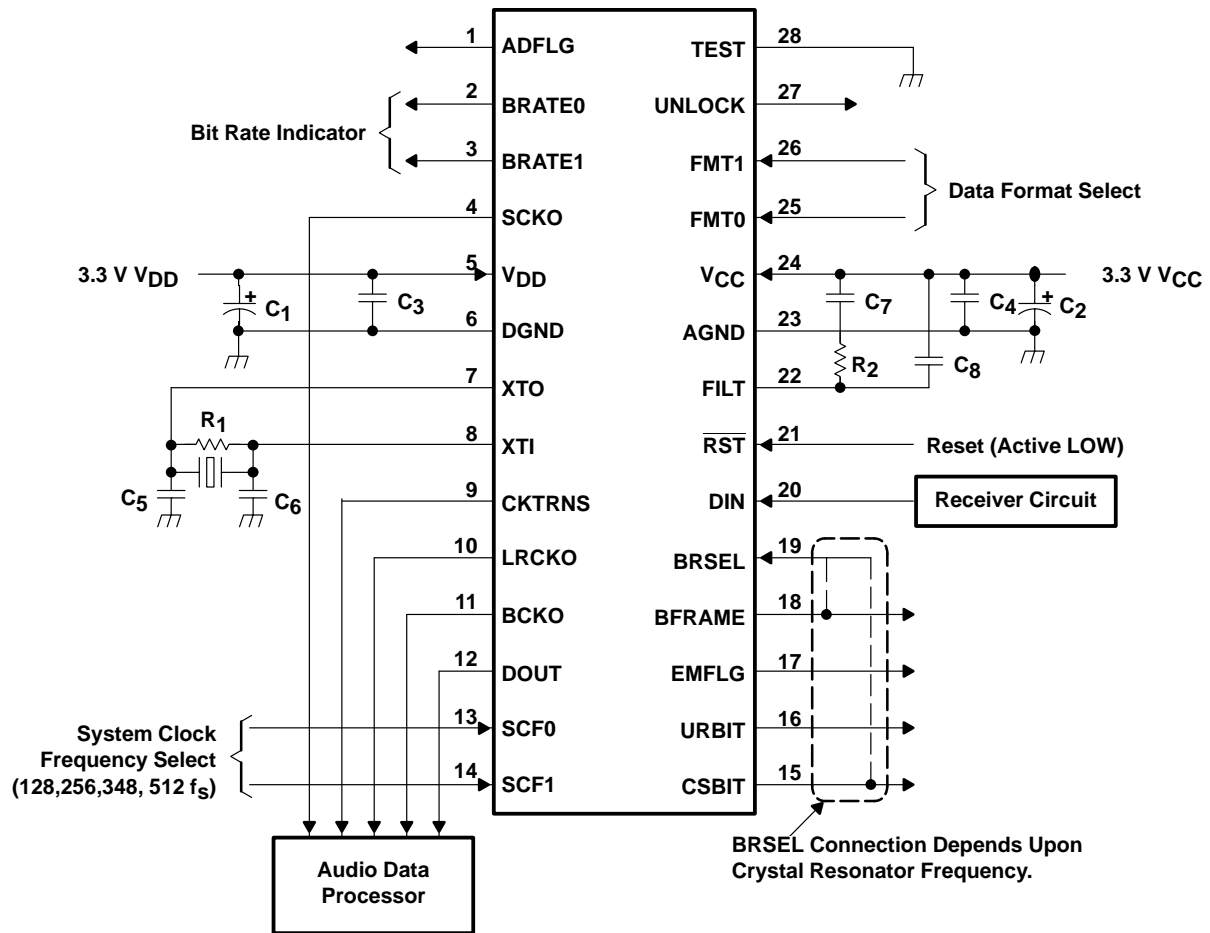 1 ADFLG TEST 28
2 BRATE0 UNLOCK 27
Bit Rate Indicator
3 BRATE1 FMT1 26
Data Format Select
4 SCKO FMT0 25
3.3 V VDD 5 VDD VCC 24 3.3 V VCC
+ C1 C3 C7 C4 + C2
6 DGND AGND 23
R2 C8
7 XTO FILT 22
R1
8 XTI RST 21 Reset (Active LOW)
C5 C6
9 CKTRNS DIN 20 Receiver Circuit
10 LRCKO BRSEL 19
11 BCKO BFRAME 18
12 DOUT EMFLG 17
13 SCF0 URBIT 16
System Clock
Frequency Select
(128,256,348, 512 fs)
14 SCF1 CSBIT 15
BRSEL Connection Depends Upon
Crystal Resonator Frequency.
Audio Data
Processor